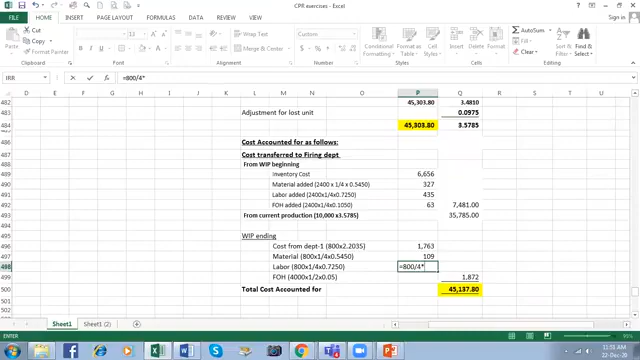 CPR exercises - Excel
FILE HOME INSERT PAGE LAYOUT FORMULAS DATA REVIEW VIEW Sign in
Cut
Copy
Format Painter
Paste
Clipboard Font Alignment Number Styles Cells Editing
13
Wrap Text
Merge & Center
Custom
Conditional Formatting
Format as Table
Cell Styles
Insert Delete Format
AutoSum
Fill
Clear
Sort & Filter
Find & Select
IRR =800/4*
D E F G H I J K L M N O P Q R S T U
482 45,303.80 3.4810
483 Adjustment for lost unit 0.0975
484 45,303.80 3.5785
486 Cost Accounted for as follows:
487 Cost transferred to Firing dept
488 From WIP beginning
489 Inventory Cost 6,656
490 Material added (2400 x 1/4 x 0.5450) 327
491 Labor added (2400x1/4x0.7250) 435
492 FOH added (2400x1/4x0.1050) 63 7,481.00
493 From current production (10,000 x3.5785) 35,785.00
495 WIP ending
496 Cost from dept-1 (800x2.2035) 1,763
497 Material (800x1/4x0.5450) 109
498 Labor (800x1/4x0.7250) =800/4*
499 FOH (4000x1/2x0.05) 1,872
500 Total Cost Accounted for 45,137.80
501
502
503
Sheet1 Sheet1 (2)
ENTER
11:35 AM
22-Dec-20